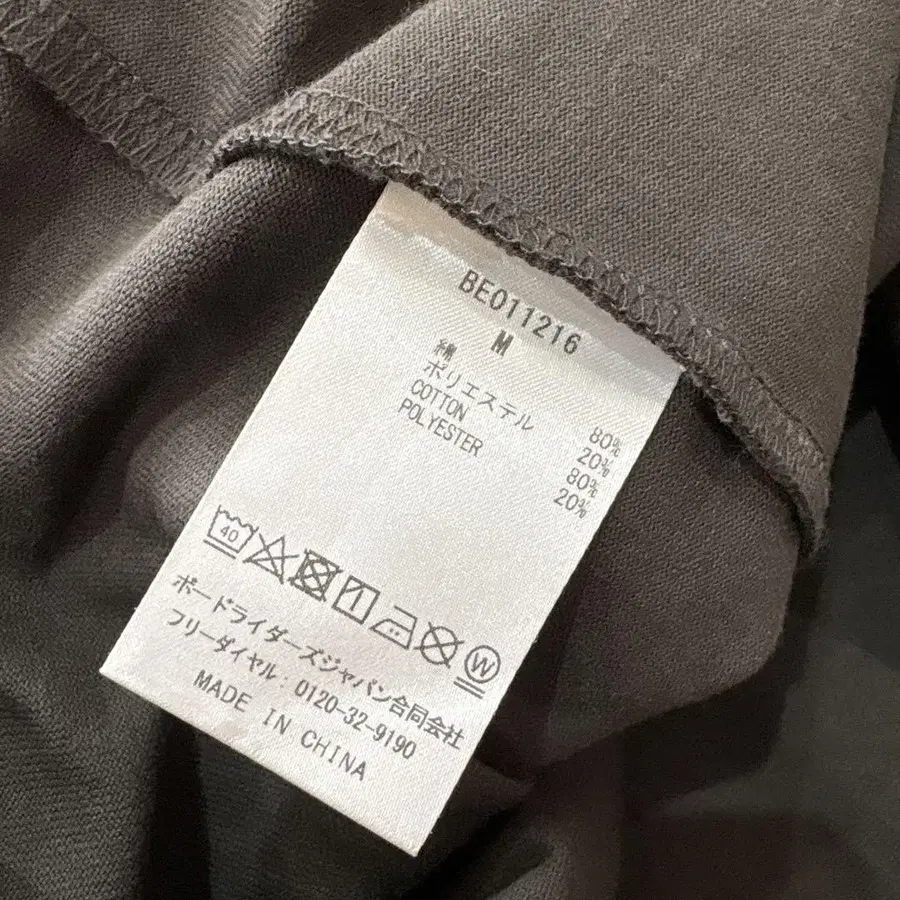 BE011216
M
綿 80%
ポリエステル 20%
COTTON 80%
POLYESTER 20%
40
W
ボードライダーズジャパン合同会社
フリーダイヤル:0120-32-9190
MADE IN CHINA